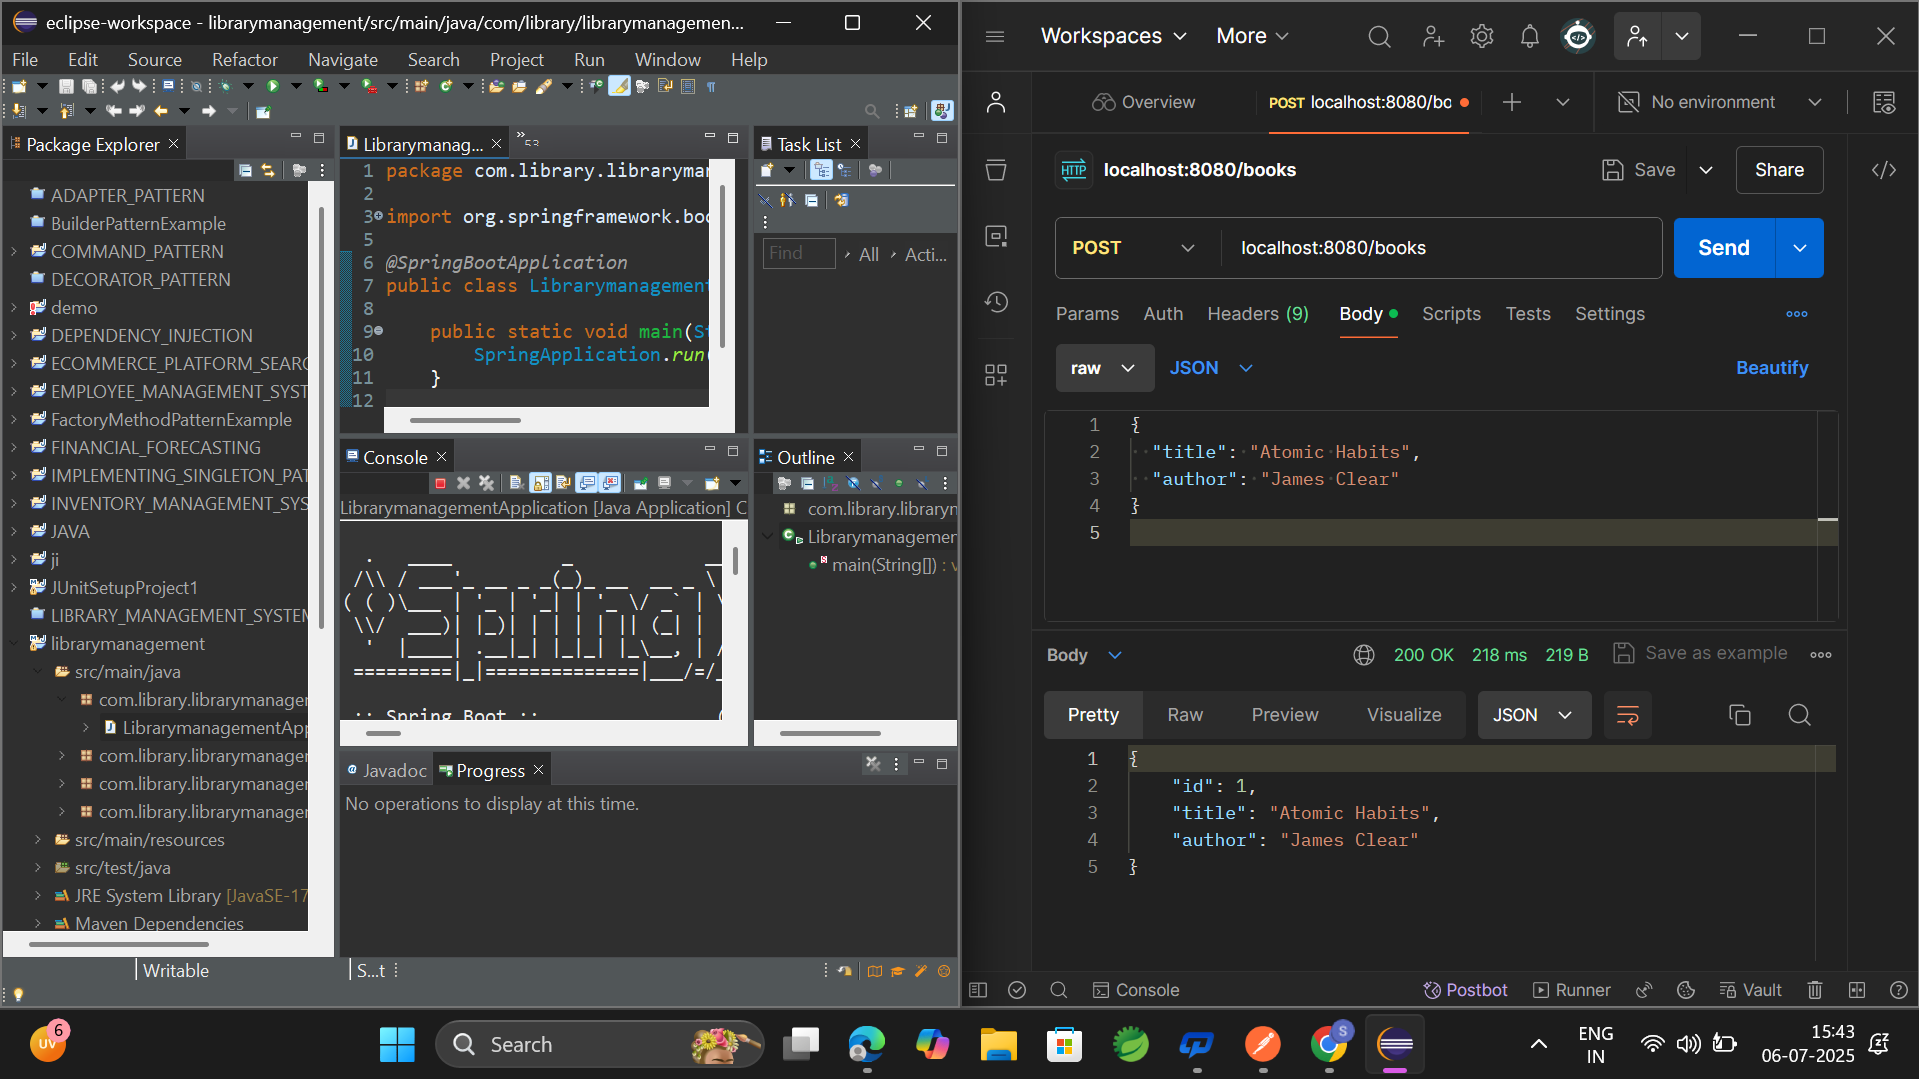 eclipse-workspace - librarymanagement/src/main/java/com/library/librarymanagemen...
File Edit Source Refactor Navigate Search Project Run Window Help
Package Explorer
ADAPTER_PATTERN
BuilderPatternExample
COMMAND_PATTERN
DECORATOR_PATTERN
demo
DEPENDENCY_INJECTION
ECOMMERCE_PLATFORM_SEARC
EMPLOYEE_MANAGEMENT_SYST
FactoryMethodPatternExample
FINANCIAL_FORECASTING
IMPLEMENTING_SINGLETON_PAT
INVENTORY_MANAGEMENT_SYS
JAVA
ji
JUnitSetupProject1
LIBRARY_MANAGEMENT_SYSTEM
librarymanagement
src/main/java
com.library.librarymanager
LibrarymanagementApp
com.library.librarymanager
com.library.librarymanager
com.library.librarymanager
src/main/resources
src/test/java
JRE System Library [JavaSE-17
Maven Dependencies
Librarymanag...
»53
1 package com.library.libraryman
2
3 import org.springframework.boo
5
6 @SpringBootApplication
7 public class Librarymanagement
8
9 public static void main(St
10 SpringApplication.run(
11 }
12
Task List
Find
All
Acti...
Console
LibrarymanagementApplication [Java Application] C
:: Spring Boot :: (
Outline
com.library.libraryn
Librarymanagemen
main(String[]) : v
Javadoc
Progress
No operations to display at this time.
Writable
S...t
Workspaces
More
Overview
POST localhost:8080/bo
No environment
HTTP
localhost:8080/books
Save
Share
POST
localhost:8080/books
Send
Params Auth Headers (9) Body Scripts Tests Settings
raw
JSON
Beautify
1 {
2 "title": "Atomic Habits",
3 "author": "James Clear"
4 }
5
Body
200 OK 218 ms 219 B
Save as example
Pretty Raw Preview Visualize
JSON
1 {
2 "id": 1,
3 "title": "Atomic Habits",
4 "author": "James Clear"
5 }
Console
Postbot
Runner
Vault
UV
6
Search
S
ENG
IN
15:43
06-07-2025